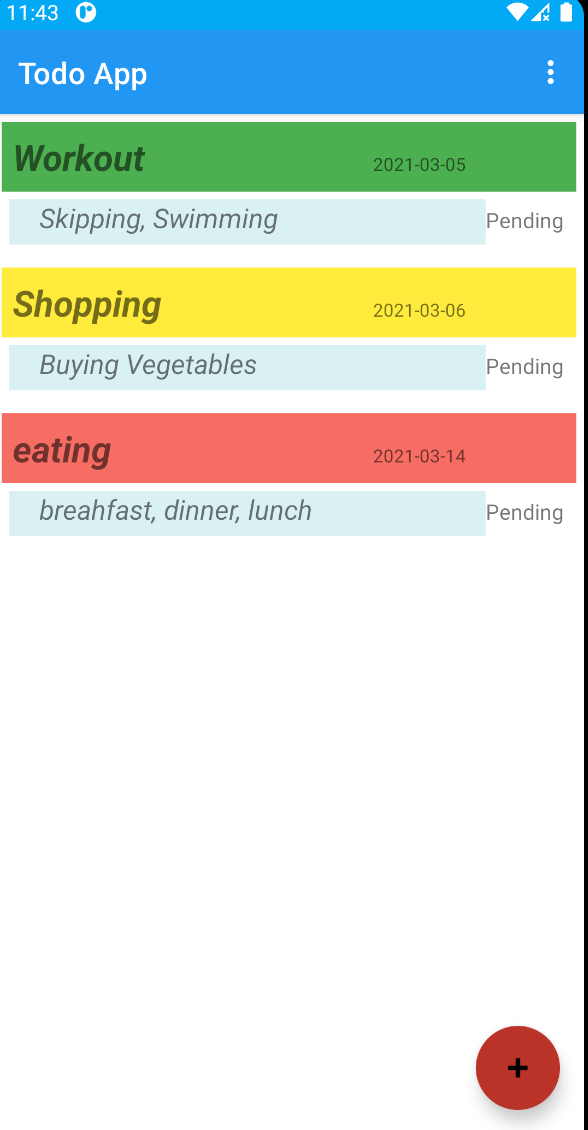 11:43
Todo App
Workout 2021-03-05
Skipping, Swimming Pending
Shopping 2021-03-06
Buying Vegetables Pending
eating 2021-03-14
breahfast, dinner, lunch Pending
+